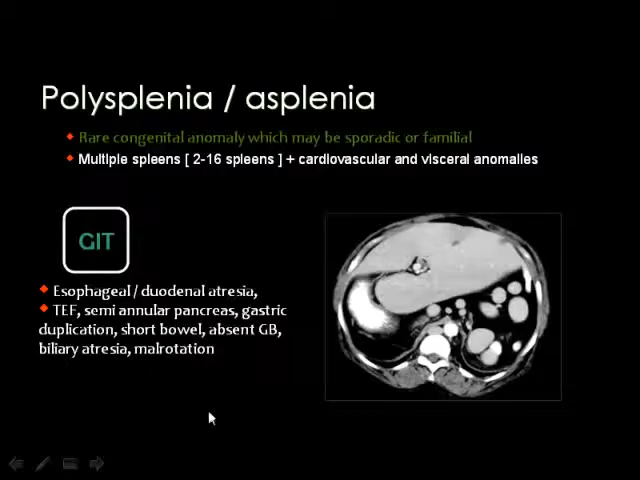 Polysplenia / asplenia
Rare congenital anomaly which may be sporadic or familial
Multiple spleens [ 2-16 spleens ] + cardiovascular and visceral anomalies
GIT
Esophageal / duodenal atresia,
TEF, semi annular pancreas, gastric
duplication, short bowel, absent GB,
biliary atresia, malrotation